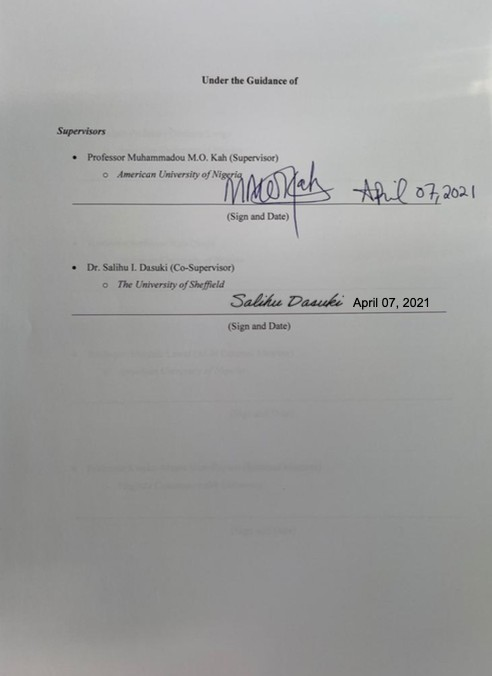 Under the Guidance of
Supervisors
• Professor Muhammadou M.O. Kah (Supervisor)
o American University of Nigeria
MMOKah April 07, 2021
(Sign and Date)
• Dr. Salihu I. Dasuki (Co-Supervisor)
o The University of Sheffield
Salihu Dasuki April 07, 2021
(Sign and Date)